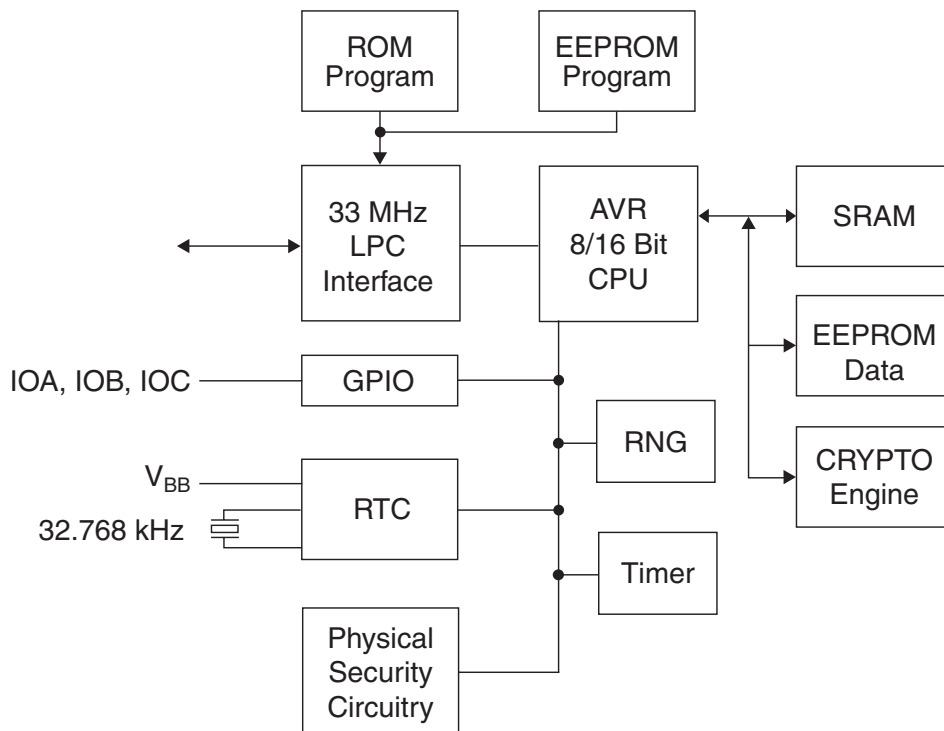 ROM
Program
EEPROM
Program
33 MHz
LPC
Interface
AVR
8/16 Bit
CPU
SRAM
EEPROM
Data
CRYPTO
Engine
IOA, IOB, IOC
GPIO
RNG
VBB
32.768 kHz
RTC
Timer
Physical
Security
Circuitry